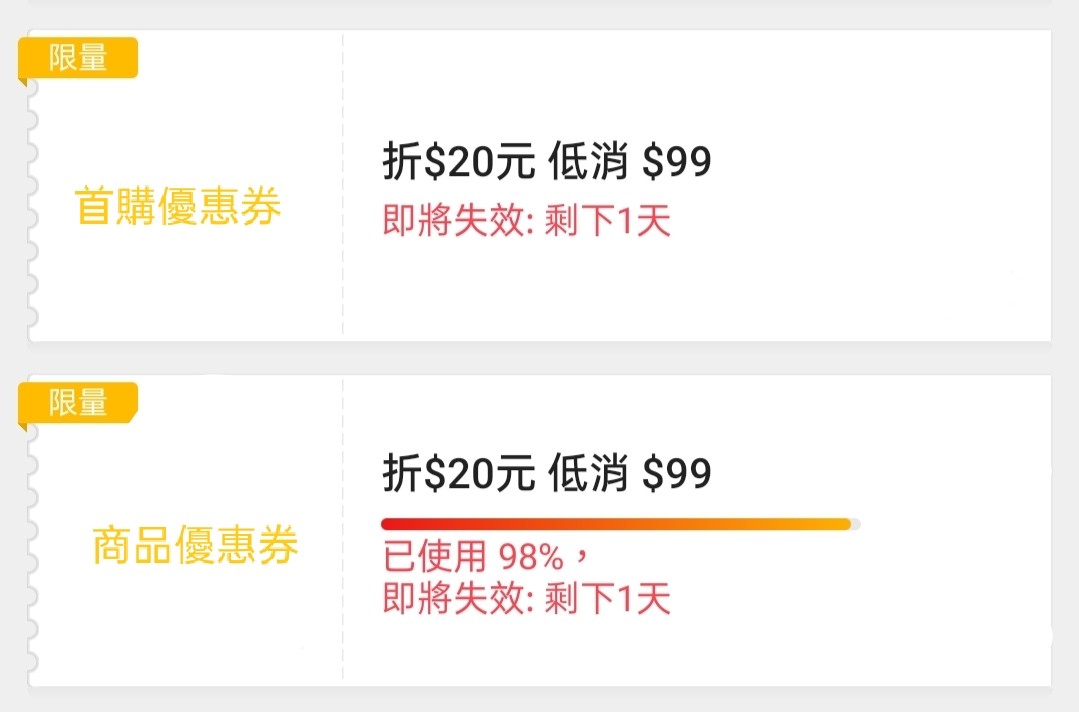 限量
首購優惠券
折$20元 低消 $99
即將失效: 剩下1天
限量
商品優惠券
折$20元 低消 $99
已使用 98%，
即將失效: 剩下1天